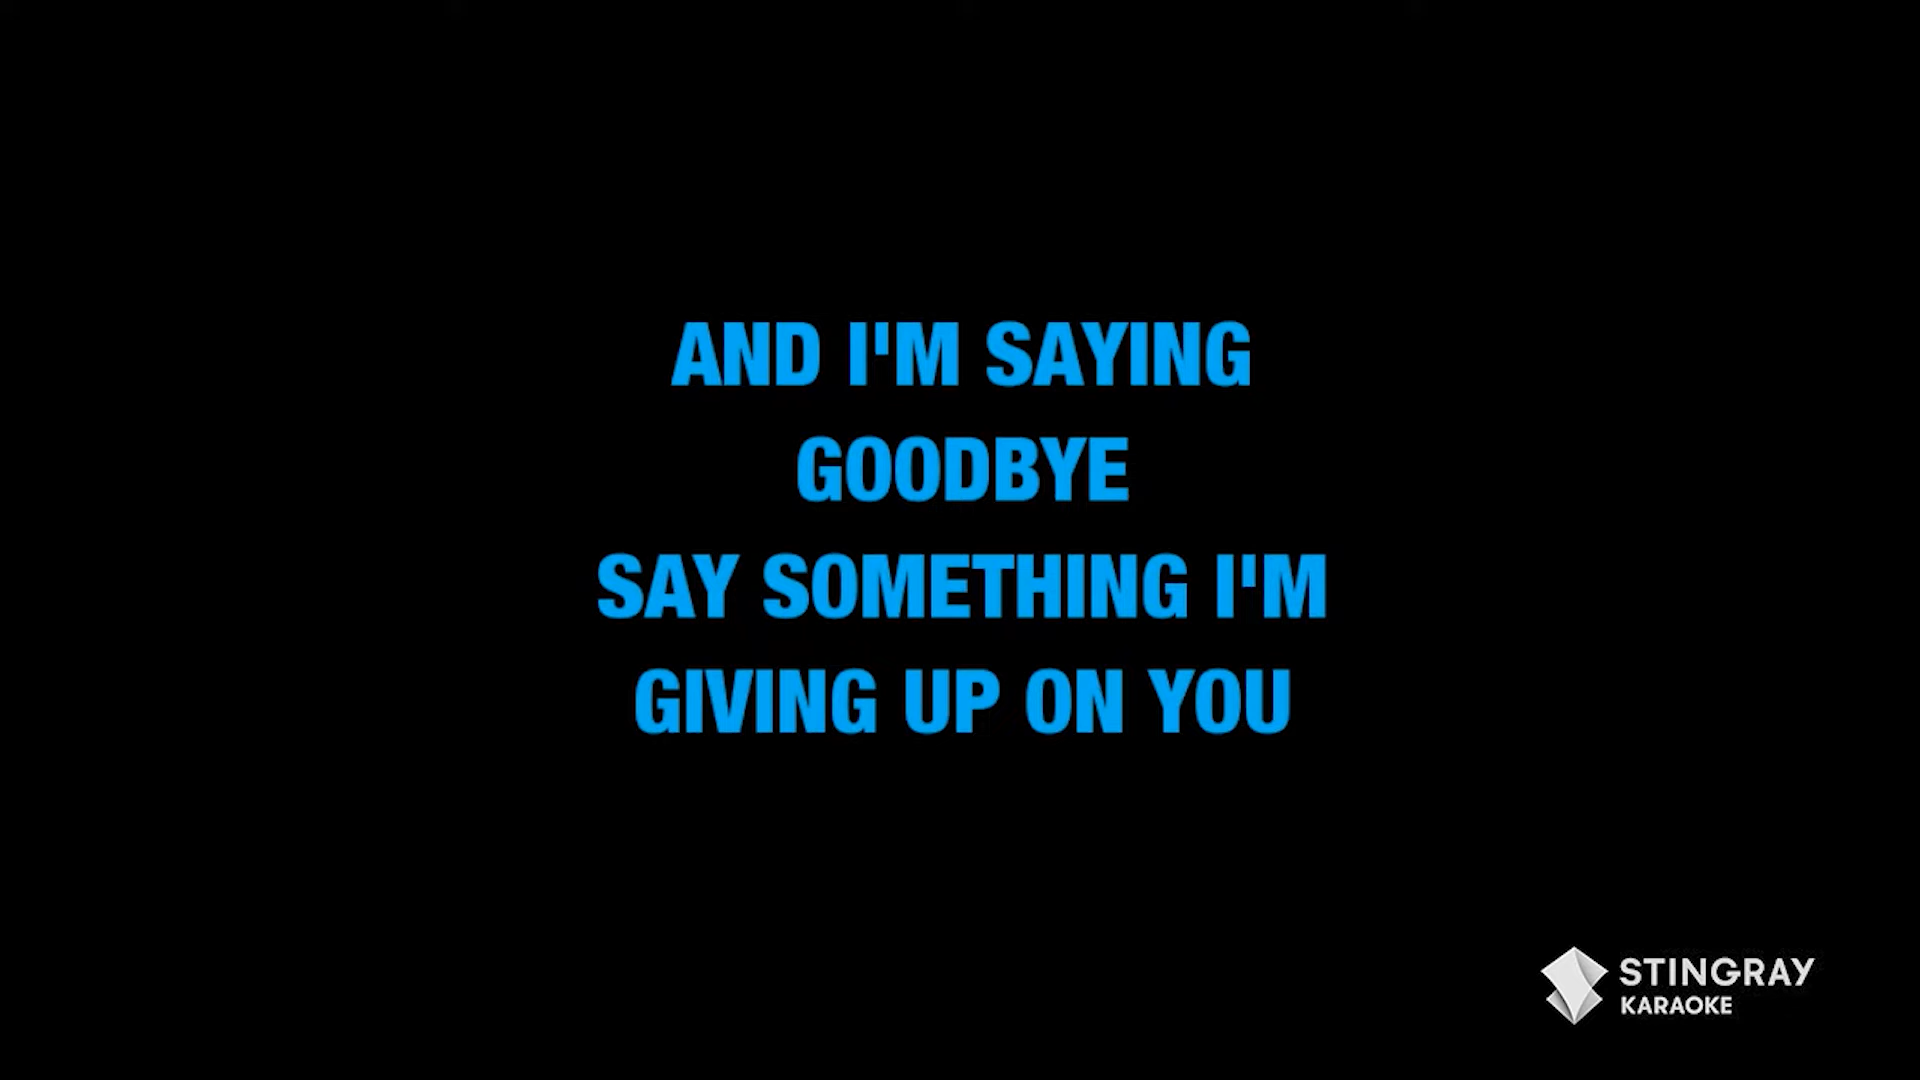 AND I'M SAYING
GOODBYE
SAY SOMETHING I'M
GIVING UP ON YOU
STINGRAY
KARAOKE